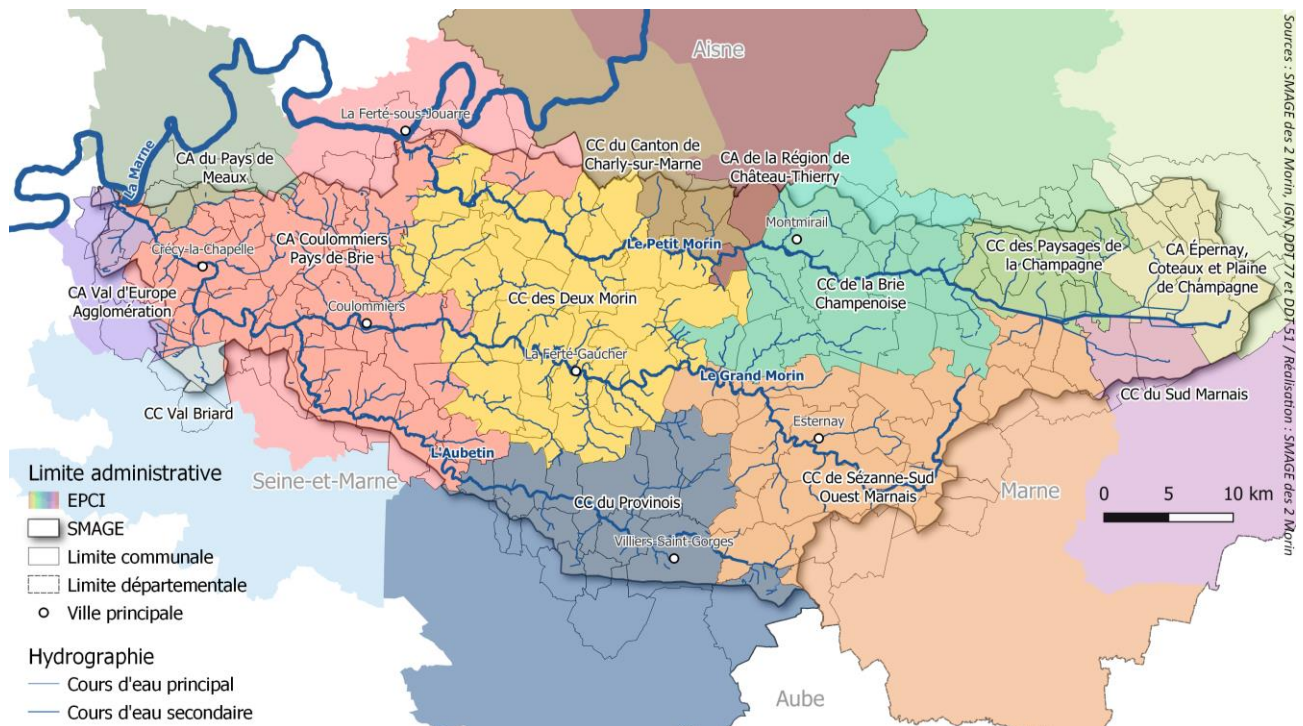 Aisne
La Ferté-sous-Jouarre
CC du Canton de
Charly-sur-Marne
CA de la Région de
Château-Thierry
CA du Pays de
Meaux
La Marne
Montmirail
Crécy-la-Chapelle
CA Coulommiers
Pays de Brie
Le Petit Morin
CC des Paysages de
la Champagne
CA Épernay,
Coteaux et Plaine
de Champagne
CA Val d'Europe
Agglomération
Coulommiers
CC des Deux Morin
CC de la Brie
Champenoise
La Ferté-Gaucher
Le Grand Morin
CC du Sud Marnais
CC Val Briard
Esternay
L'Aubetin
Seine-et-Marne
CC du Provinois
CC de Sézanne-Sud
Ouest Marnais
Marne
Villiers-Saint-Gorges
Aube
0 5 10 km
Limite administrative
EPCI
SMAGE
Limite communale
Limite départementale
Ville principale
Hydrographie
Cours d'eau principal
Cours d'eau secondaire
Sources : SMAGE des 2 Morin, IGN, DDT 77 et DDT 51 / Réalisation : SMAGE des 2 Morin